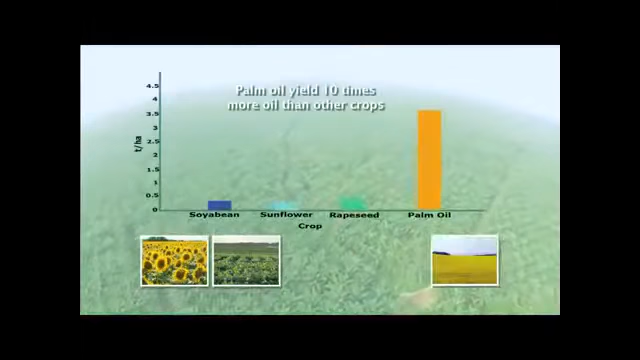 Palm oil yield 10 times
more oil than other crops
4.5
4
3.5
3
2.5
2
1.5
1
0.5
0
t/ha
Soyabean Sunflower Rapeseed Palm Oil
Crop